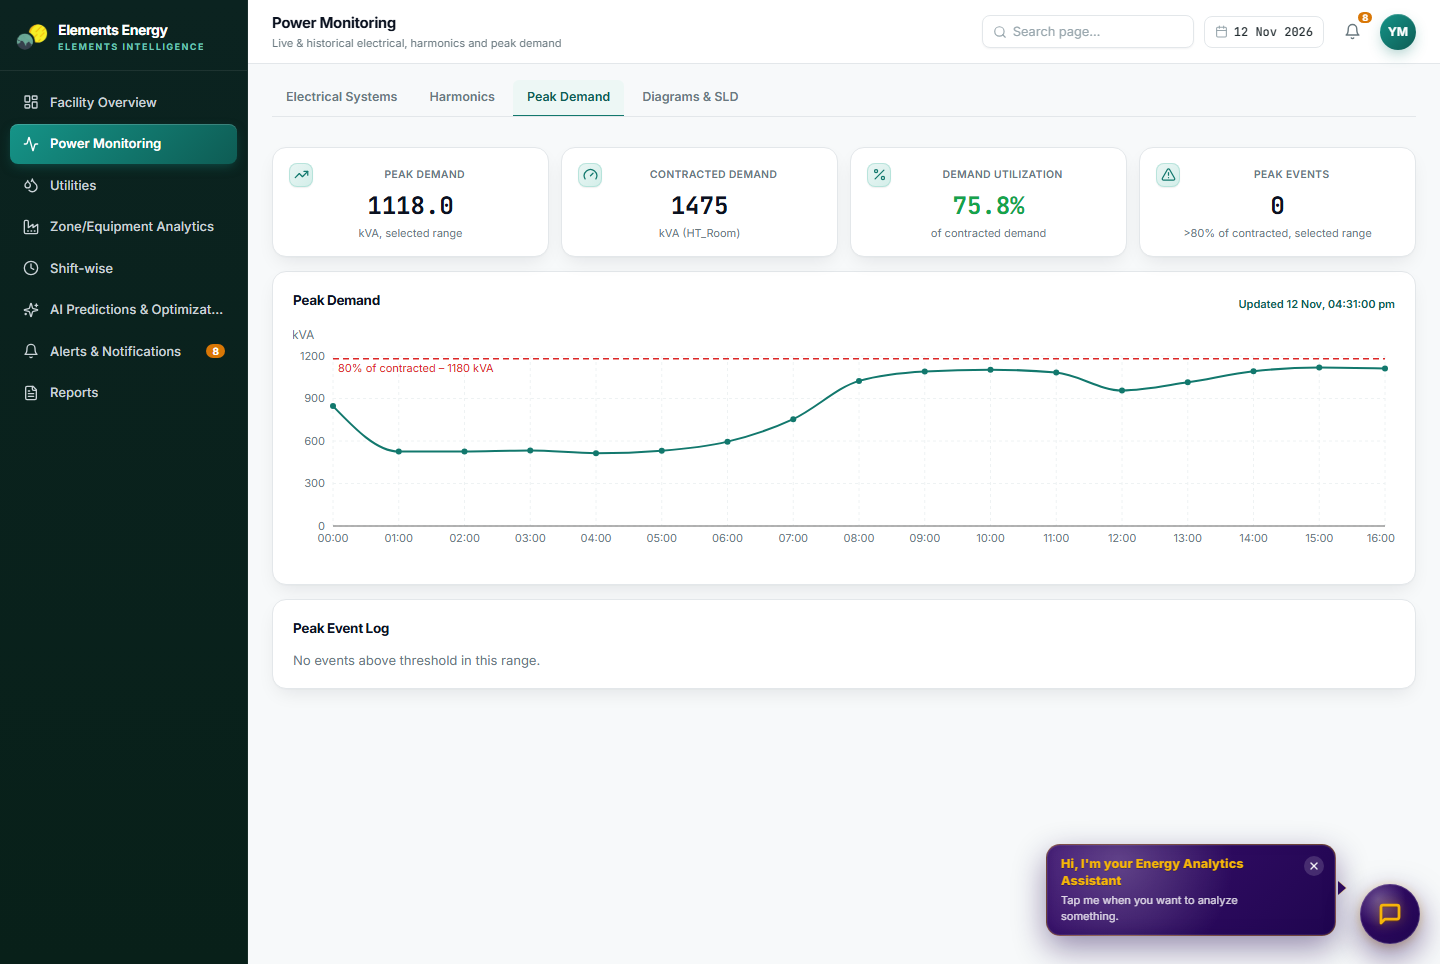 Elements Energy
ELEMENTS INTELLIGENCE
Facility Overview
Power Monitoring
Utilities
Zone/Equipment Analytics
Shift-wise
AI Predictions & Optimizat...
Alerts & Notifications 8
Reports
Power Monitoring
Live & historical electrical, harmonics and peak demand
Search page...
12 Nov 2026
8
YM
Electrical Systems Harmonics Peak Demand Diagrams & SLD
PEAK DEMAND
1118.0
kVA, selected range
CONTRACTED DEMAND
1475
kVA (HT_Room)
DEMAND UTILIZATION
75.8%
of contracted demand
PEAK EVENTS
0
>80% of contracted, selected range
Peak Demand
Updated 12 Nov, 04:31:00 pm
kVA
1200
80% of contracted – 1180 kVA
900
600
300
0
00:00 01:00 02:00 03:00 04:00 05:00 06:00 07:00 08:00 09:00 10:00 11:00 12:00 13:00 14:00 15:00 16:00
Peak Event Log
No events above threshold in this range.
Hi, I'm your Energy Analytics
Assistant
Tap me when you want to analyze
something.